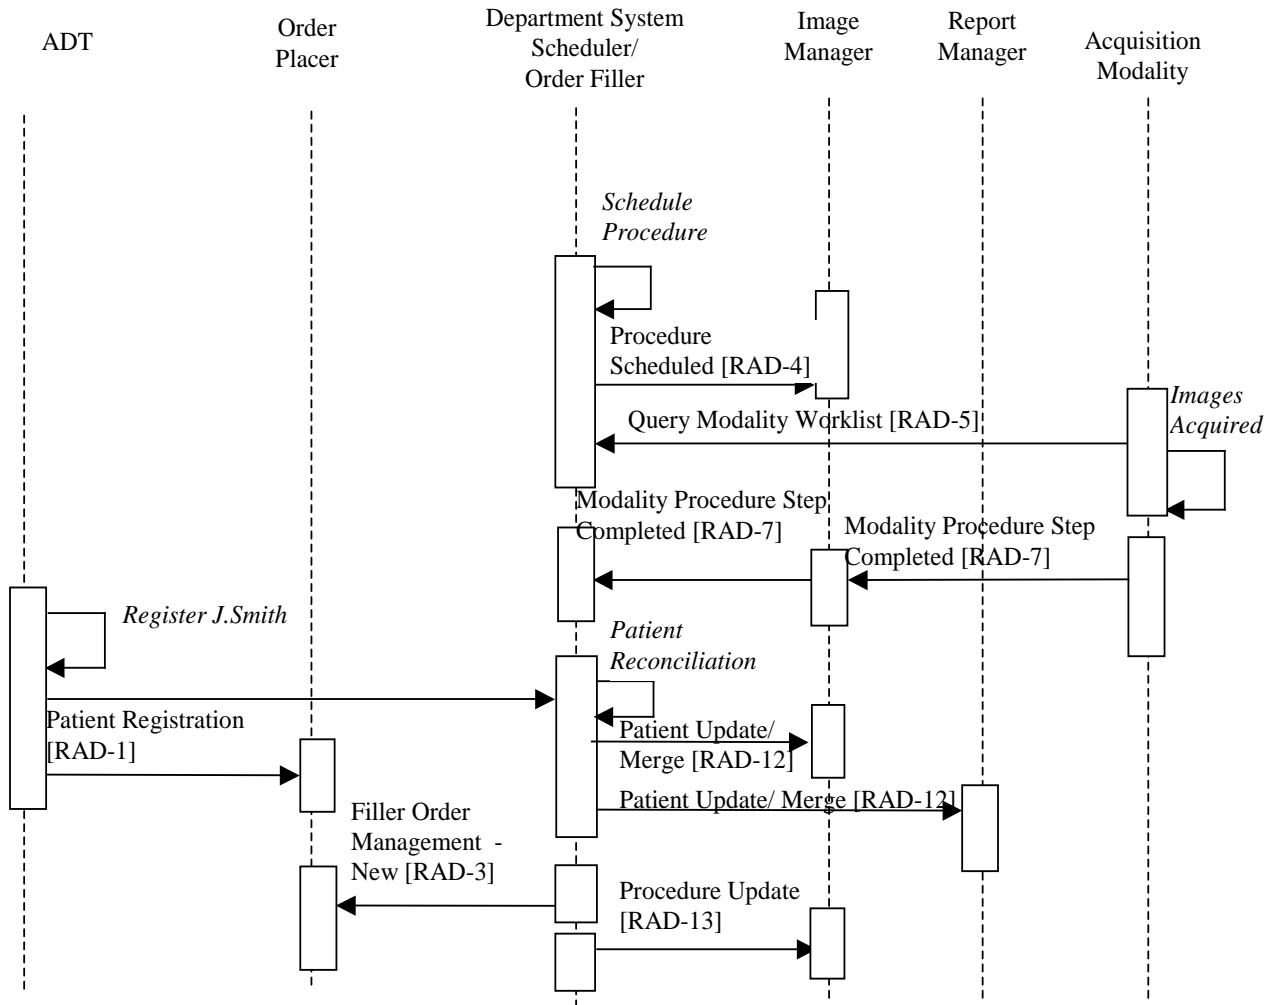 ADT
Order
Placer
Department System
Scheduler/
Order Filler
Image
Manager
Report
Manager
Acquisition
Modality
Schedule
Procedure
Procedure
Scheduled [RAD-4]
Images
Acquired
Query Modality Worklist [RAD-5]
Modality Procedure Step
Completed [RAD-7]
Modality Procedure Step
Completed [RAD-7]
Register J.Smith
Patient
Reconciliation
Patient Registration
[RAD-1]
Patient Update/
Merge [RAD-12]
Patient Update/ Merge [RAD-12]
Filler Order
Management -
New [RAD-3]
Procedure Update
[RAD-13]